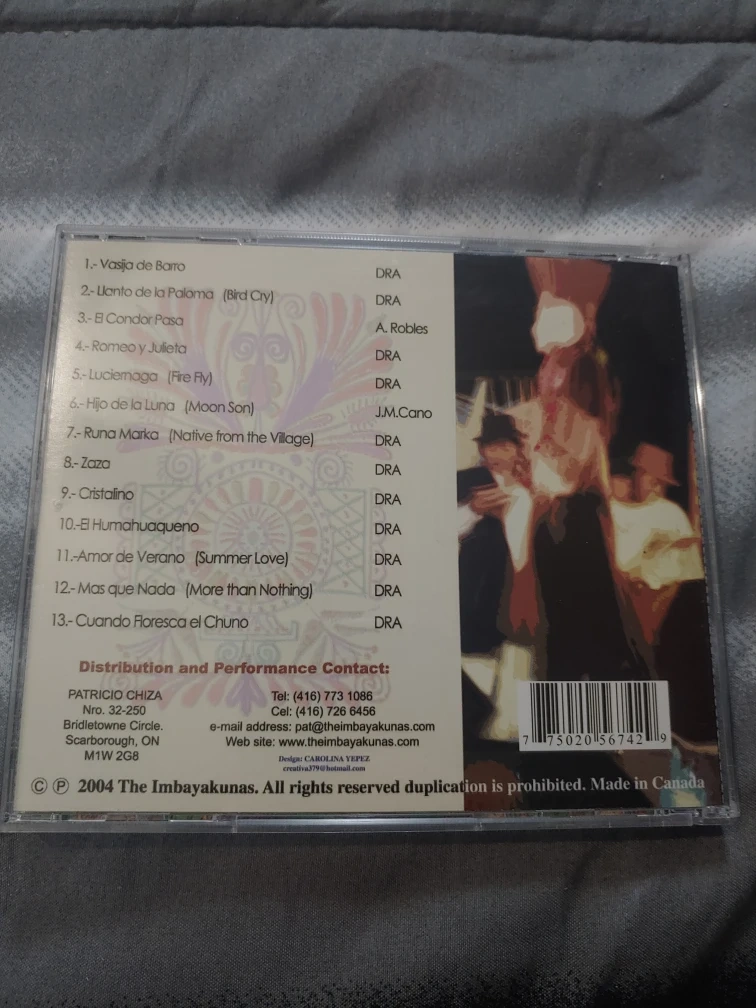 1.- Vasija de Barro DRA
2.- Llanto de la Paloma (Bird Cry) DRA
3.- El Condor Pasa A. Robles
4.- Romeo y Julieta DRA
5.- Luciernaga (Fire Fly) DRA
6.- Hijo de la Luna (Moon Son) J.M.Cano
7.- Runa Marka (Native from the Village) DRA
8.- Zaza DRA
9.- Cristalino DRA
10.-El Humahuaqueno DRA
11.-Amor de Verano (Summer Love) DRA
12.- Mas que Nada (More than Nothing) DRA
13.- Cuando Floresca el Chuno DRA
Distribution and Performance Contact:
PATRICIO CHIZA
Nro. 32-250
Bridletowne Circle.
Scarborough, ON
M1W 2G8
Tel: (416) 773 1086
Cel: (416) 726 6456
e-mail address: pat@theimbayakunas.com
Web site: www.theimbayakunas.com
Design: CAROLINA YEPEZ
creativa379@hotmail.com
7 75020 56742 9
© ℗ 2004 The Imbayakunas. All rights reserved duplication is prohibited. Made in Canada